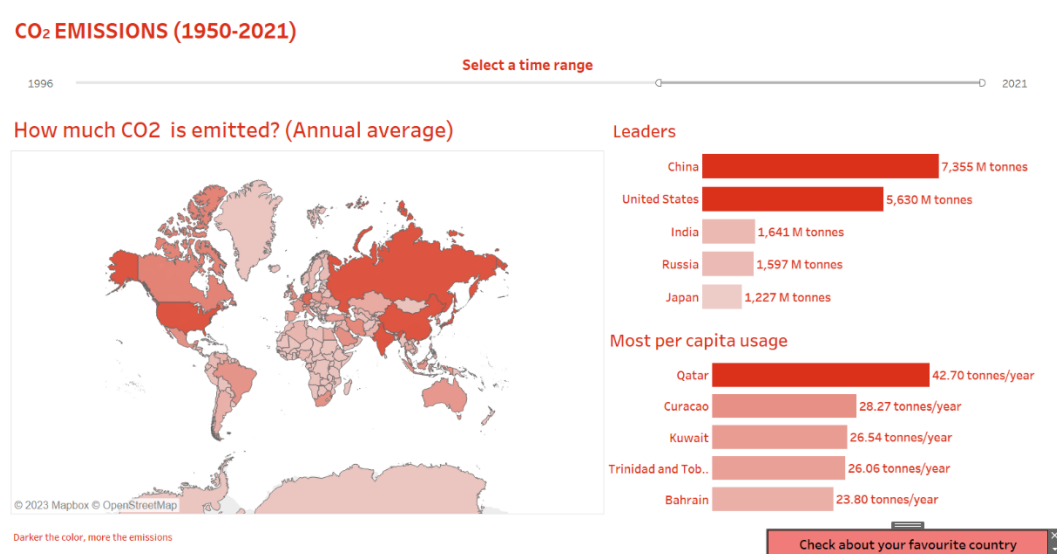 CO₂ EMISSIONS (1950-2021)
Select a time range
1996
2021
How much CO2 is emitted? (Annual average)
© 2023 Mapbox © OpenStreetMap
Darker the color, more the emissions
Leaders
China 7,355 M tonnes
United States 5,630 M tonnes
India 1,641 M tonnes
Russia 1,597 M tonnes
Japan 1,227 M tonnes
Most per capita usage
Qatar 42.70 tonnes/year
Curacao 28.27 tonnes/year
Kuwait 26.54 tonnes/year
Trinidad and Tob.. 26.06 tonnes/year
Bahrain 23.80 tonnes/year
Check about your favourite country